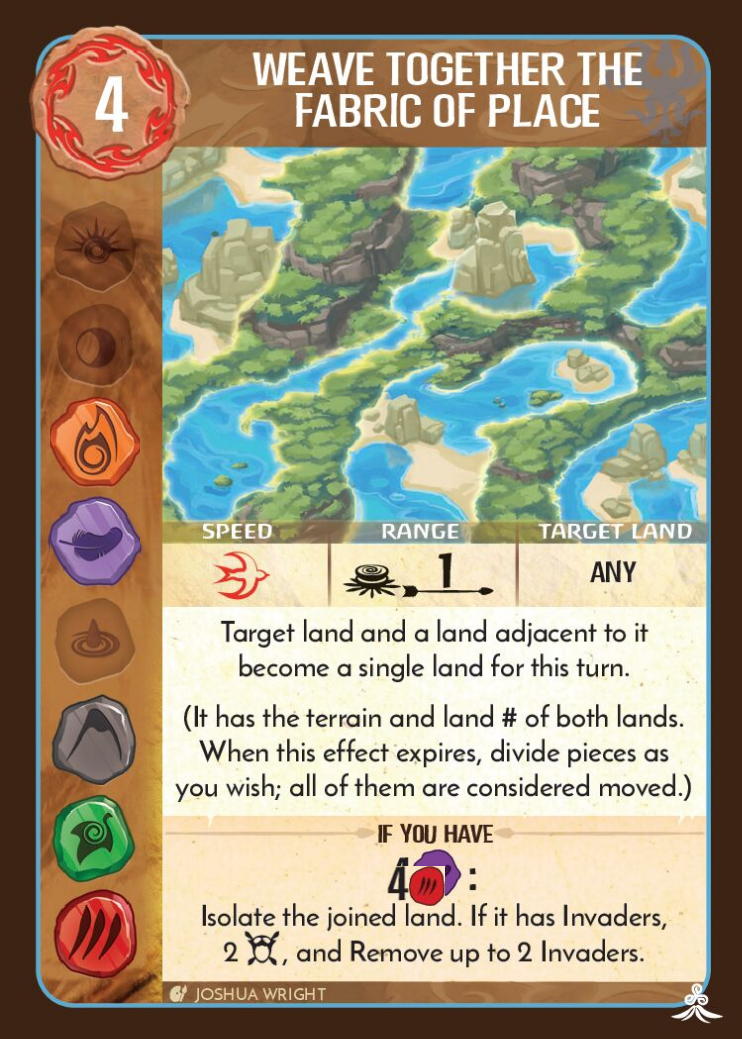 4
WEAVE TOGETHER THE
FABRIC OF PLACE
SPEED RANGE TARGET LAND
1 ANY
Target land and a land adjacent to it
become a single land for this turn.
(It has the terrain and land # of both lands.
When this effect expires, divide pieces as
you wish; all of them are considered moved.)
IF YOU HAVE
4 :
Isolate the joined land. If it has Invaders,
2 , and Remove up to 2 Invaders.
JOSHUA WRIGHT